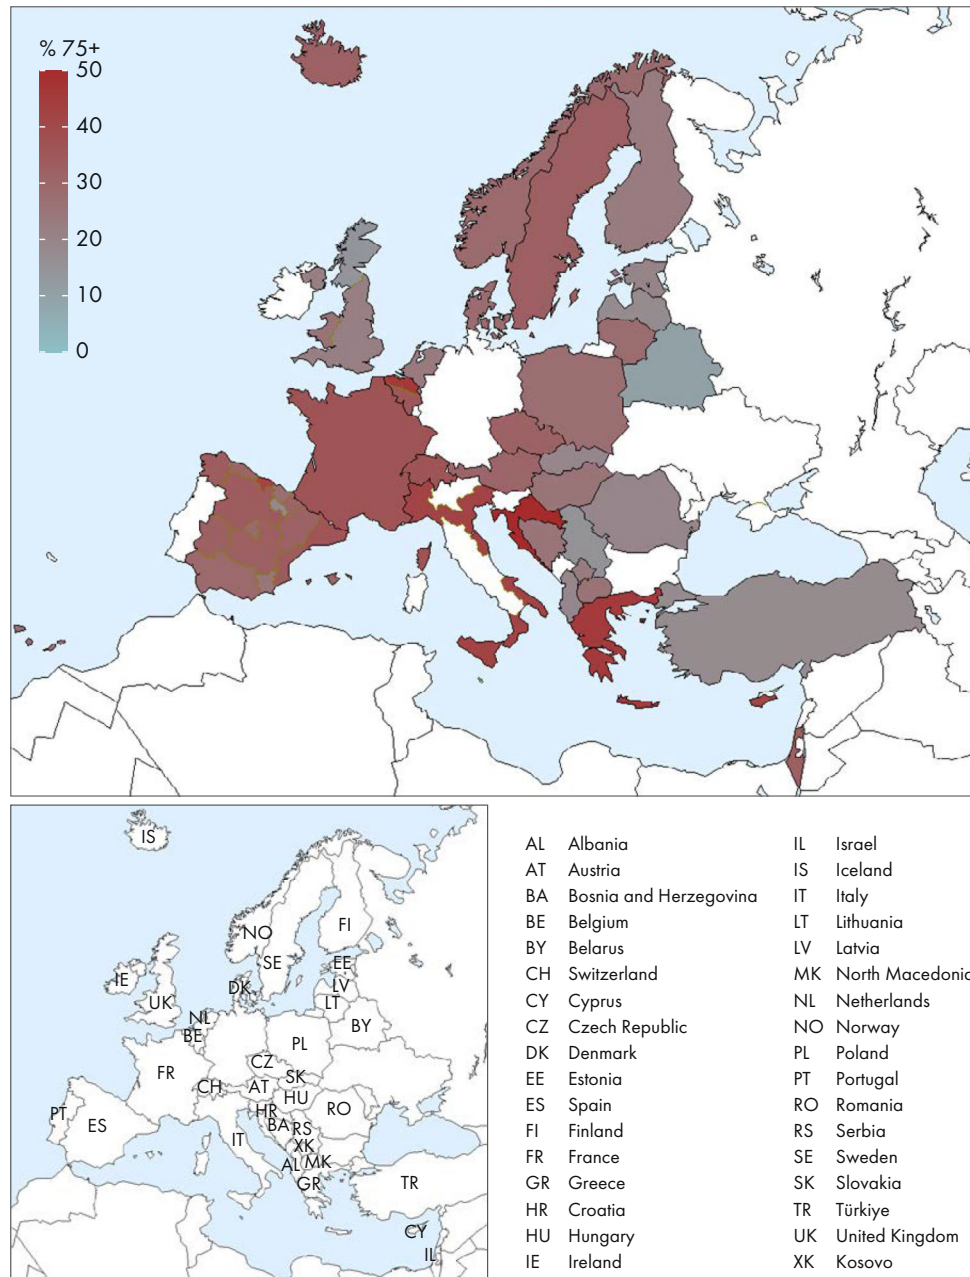 % 75+
50
40
30
20
10
0
IS
NO
FI
SE
EE
LV
LT
DK
IE
UK
BY
NL
BE
PL
CZ
FR
SK
CH
AT
HU
RO
HR
BA
RS
PT
ES
IT
XK
AL
MK
GR
TR
CY
IL
AL Albania
AT Austria
BA Bosnia and Herzegovina
BE Belgium
BY Belarus
CH Switzerland
CY Cyprus
CZ Czech Republic
DK Denmark
EE Estonia
ES Spain
FI Finland
FR France
GR Greece
HR Croatia
HU Hungary
IE Ireland
IL Israel
IS Iceland
IT Italy
LT Lithuania
LV Latvia
MK North Macedonia
NL Netherlands
NO Norway
PL Poland
PT Portugal
RO Romania
RS Serbia
SE Sweden
SK Slovakia
TR Türkiye
UK United Kingdom
XK Kosovo